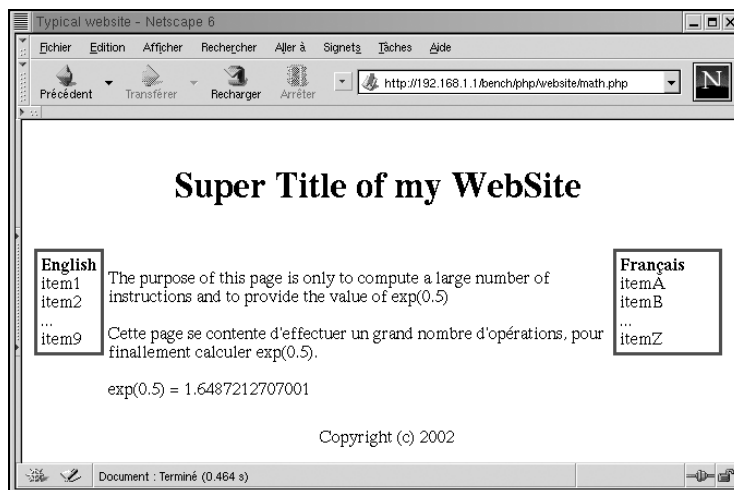 Typical website - Netscape 6
Fichier Edition Afficher Rechercher Aller à Signets Tâches Aide
Précédent Transférer Recharger Arrêter http://192.168.1.1/bench/php/website/math.php N
Super Title of my WebSite
English
item1
item2
...
item9
The purpose of this page is only to compute a large number of
instructions and to provide the value of exp(0.5)
Cette page se contente d'effectuer un grand nombre d'opérations, pour
finallement calculer exp(0.5).
exp(0.5) = 1.6487212707001
Français
itemA
itemB
...
itemZ
Copyright (c) 2002
Document : Terminé (0.464 s)